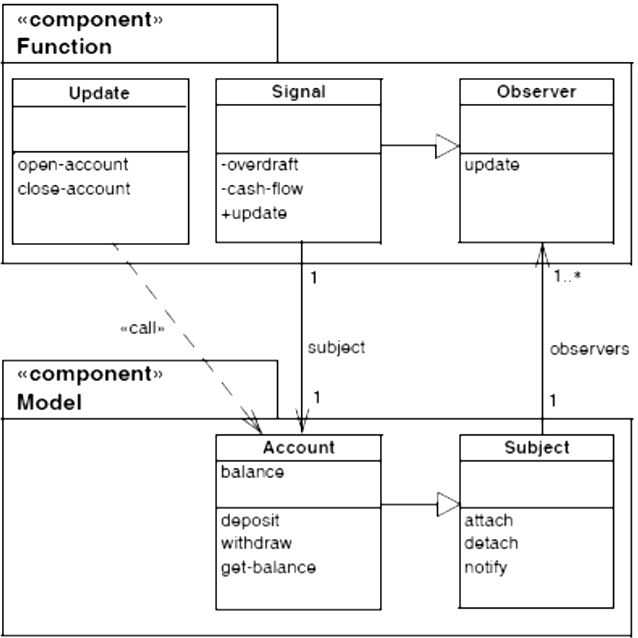 «component»
Function
Update
open-account
close-account
Signal
-overdraft
-cash-flow
+update
Observer
update
1
1..*
«call»
subject
observers
1
1
«component»
Model
Account
balance
deposit
withdraw
get-balance
Subject
attach
detach
notify